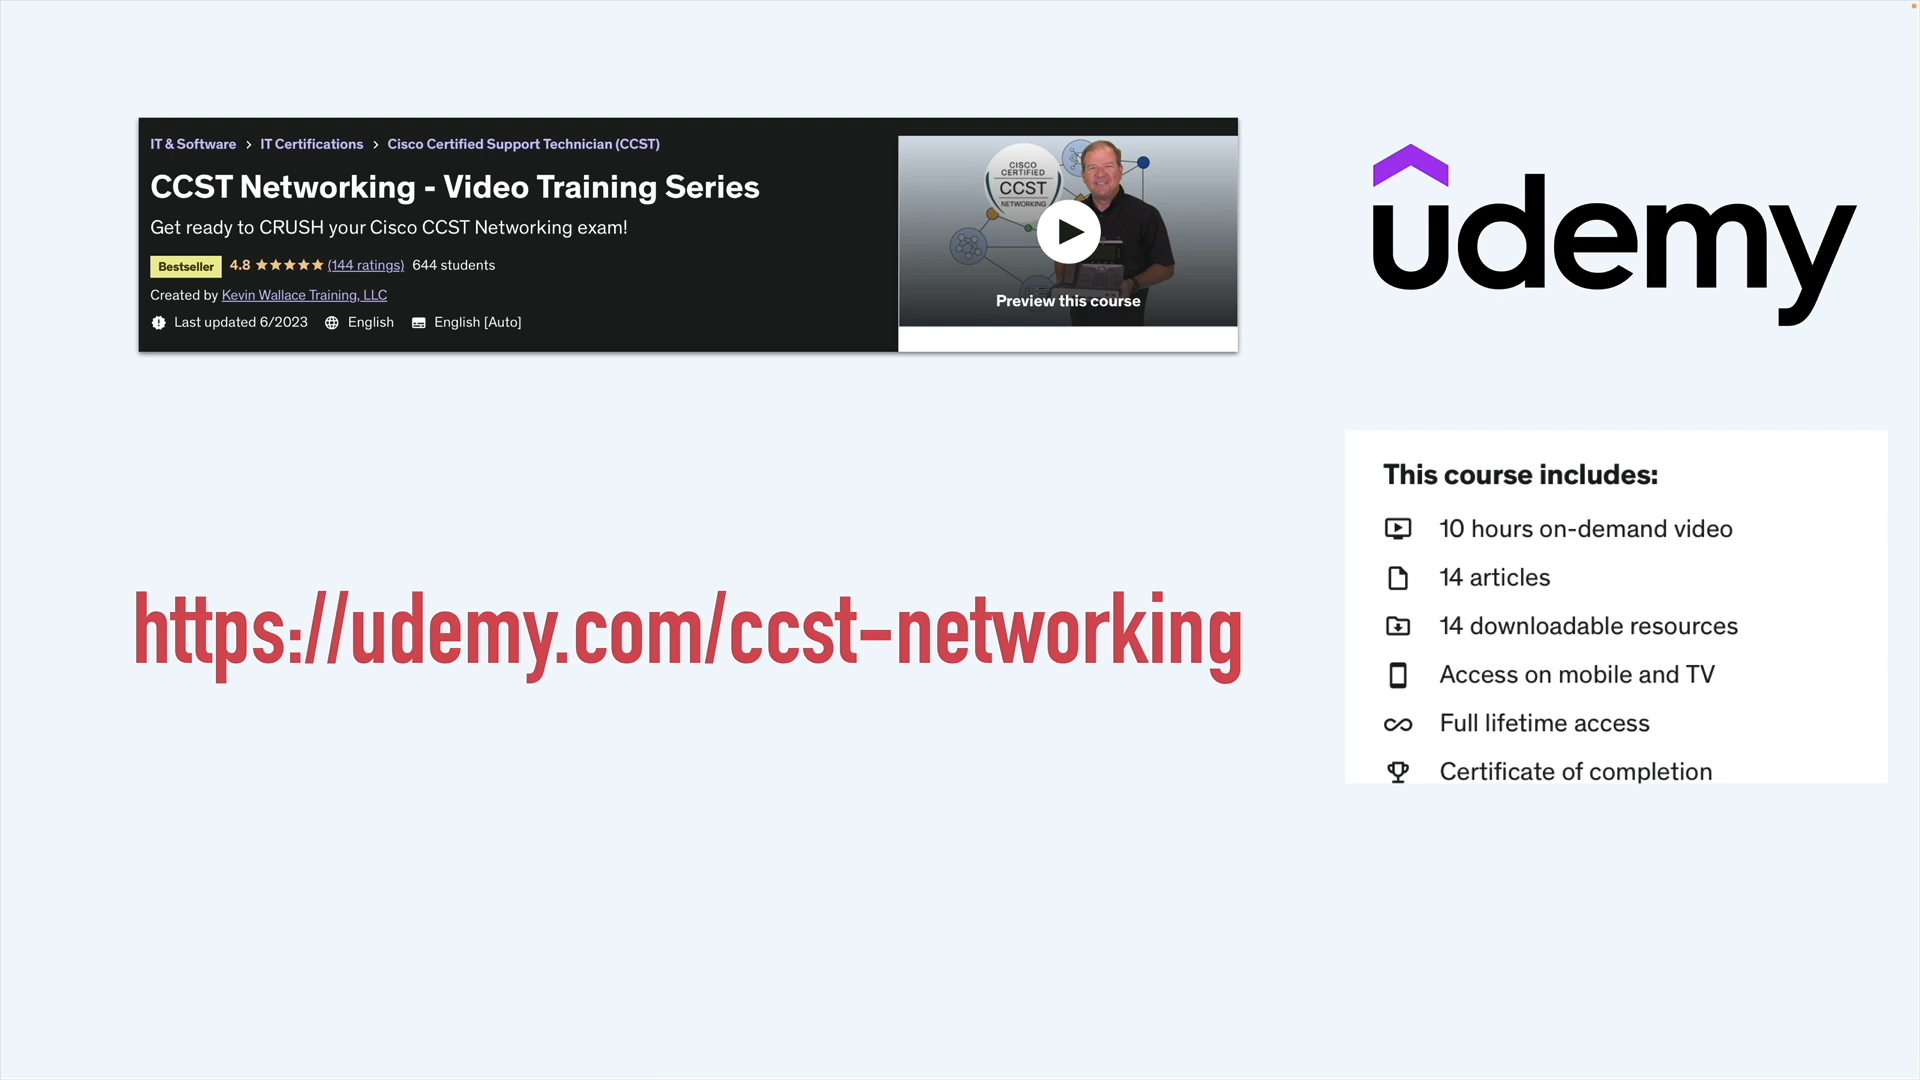 IT & Software > IT Certifications > Cisco Certified Support Technician (CCST)
CCST Networking - Video Training Series
Get ready to CRUSH your Cisco CCST Networking exam!
Bestseller 4.8 (144 ratings) 644 students
Created by Kevin Wallace Training, LLC
Last updated 6/2023 English English [Auto]
CISCO
CERTIFIED
CCST
NETWORKING
Preview this course
udemy
https://udemy.com/ccst-networking
This course includes:
10 hours on-demand video
14 articles
14 downloadable resources
Access on mobile and TV
Full lifetime access
Certificate of completion